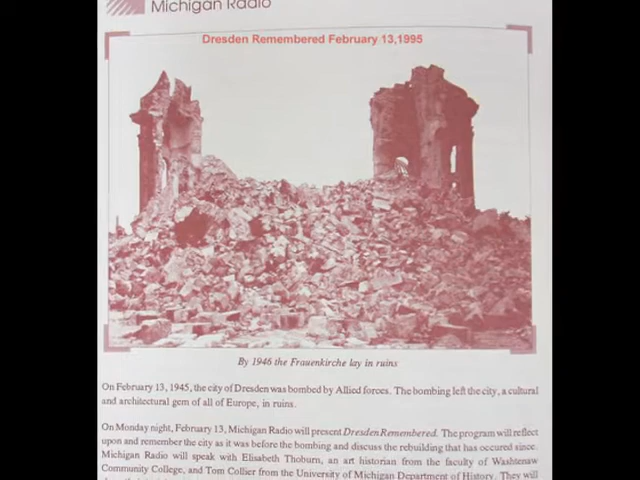 Michigan Radio
Dresden Remembered February 13,1995
By 1946 the Frauenkirche lay in ruins
On February 13, 1945, the city of Dresden was bombed by Allied forces. The bombing left the city, a cultural
and architectural gem of all of Europe, in ruins.
On Monday night, February 13, Michigan Radio will present Dresden Remembered. The program will reflect
upon and remember the city as it was before the bombing and discuss the rebuilding that has occured since.
Michigan Radio will speak with Elisabeth Thoburn, an art historian from the faculty of Washtenaw
Community College, and Tom Collier from the University of Michigan Department of History. They will